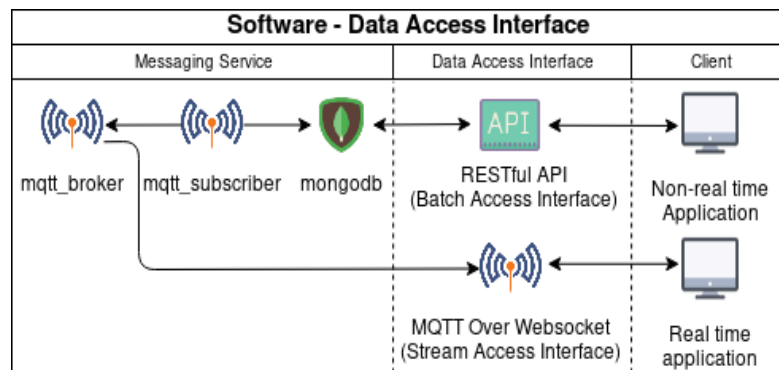 Software - Data Access Interface
Messaging Service
Data Access Interface
Client
API
mqtt_broker
mqtt_subscriber
mongodb
RESTful API
(Batch Access Interface)
Non-real time
Application
MQTT Over Websocket
(Stream Access Interface)
Real time
application